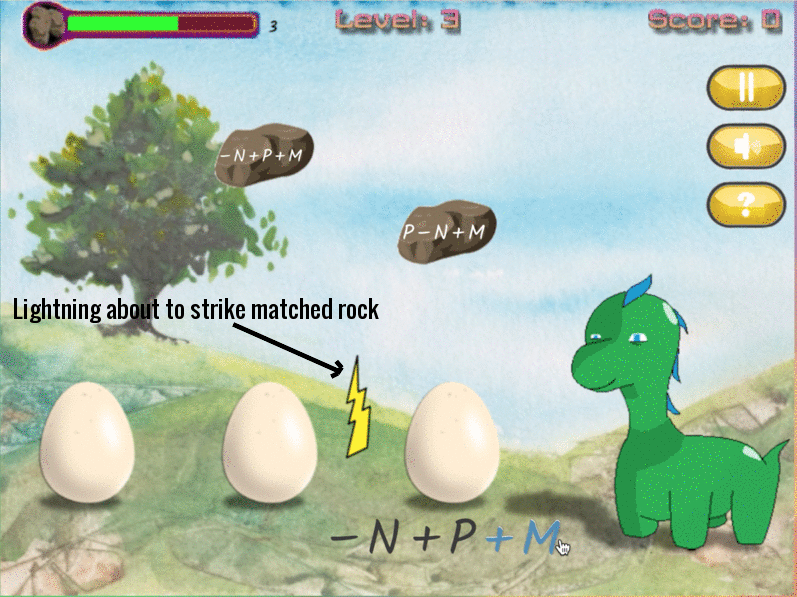 3 Level: 3 Score: 0
-N+P+M
P-N+M
?
Lightning about to strike matched rock
-N+P+M